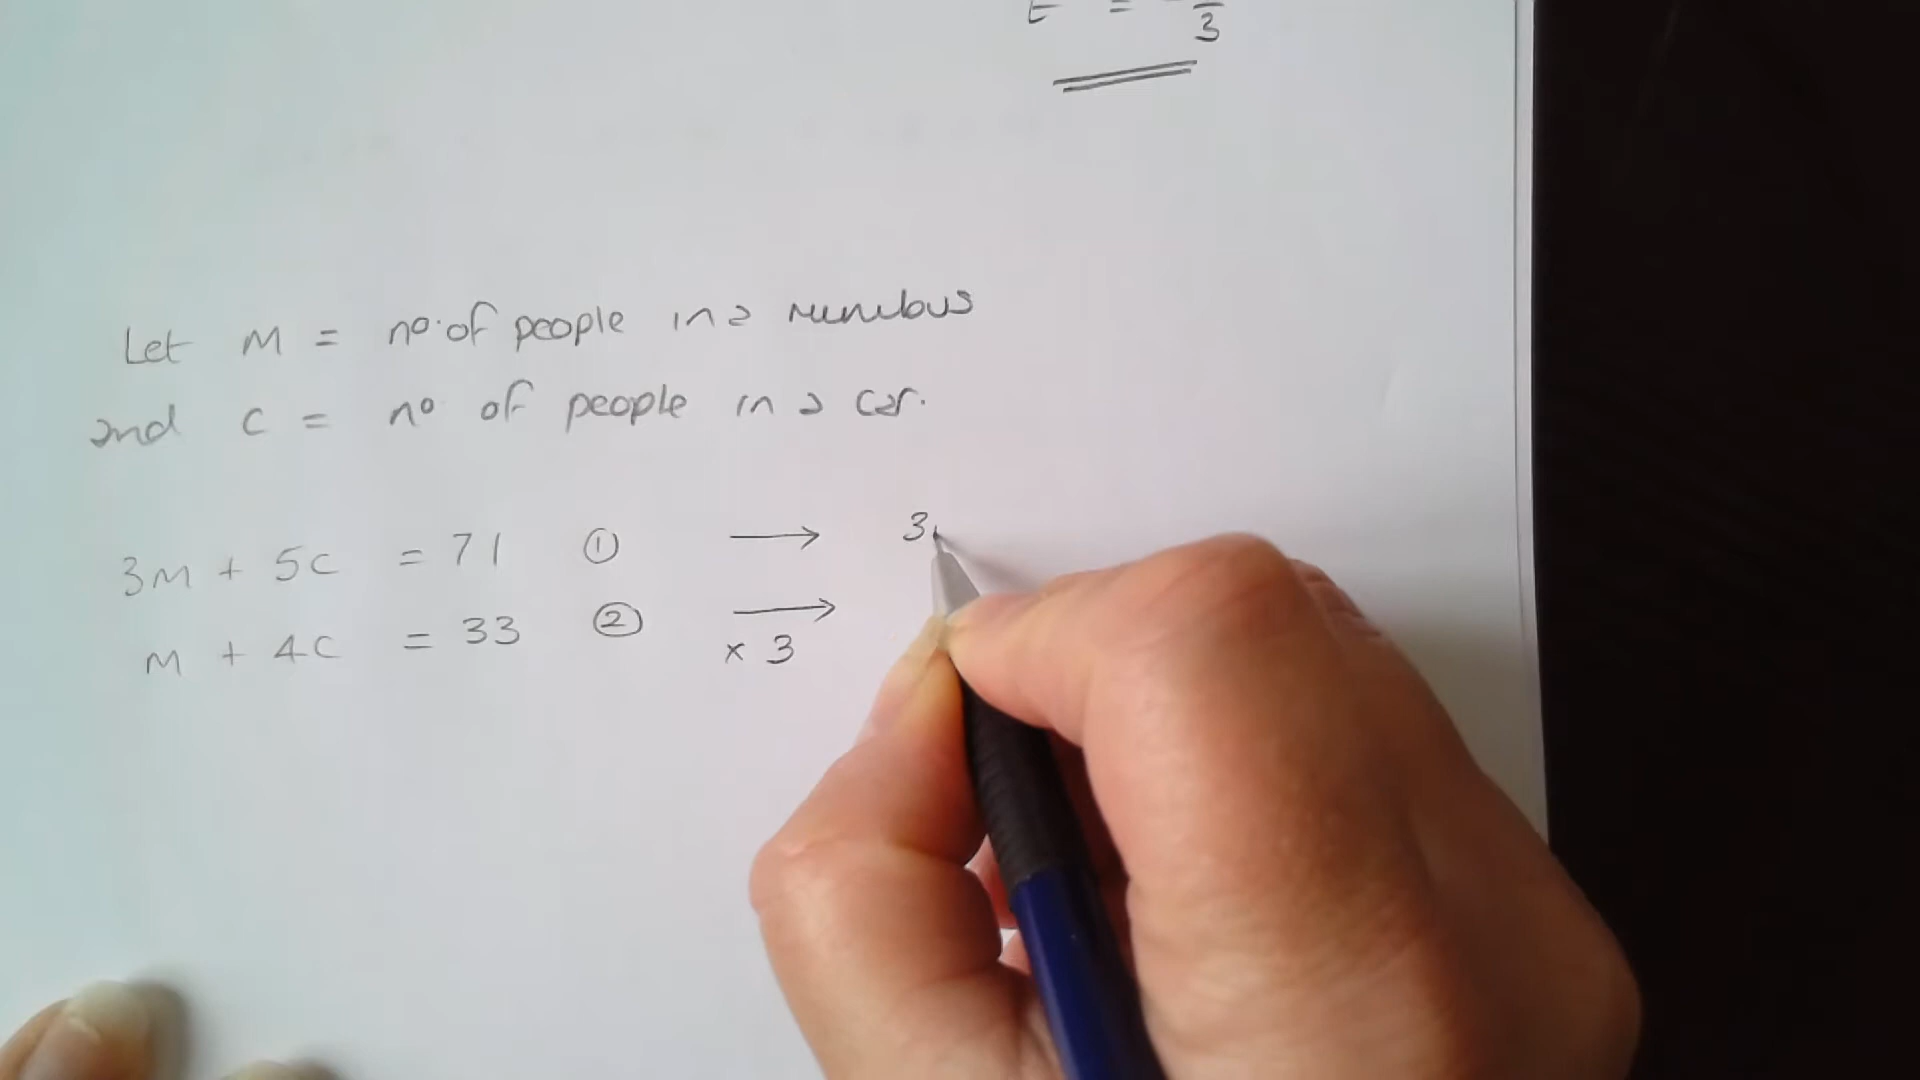 t = 3
Let M = no. of people in a minibus
and C = no of people in a car.
3M + 5C = 71 ① → 3
M + 4C = 33 ② →
x 3